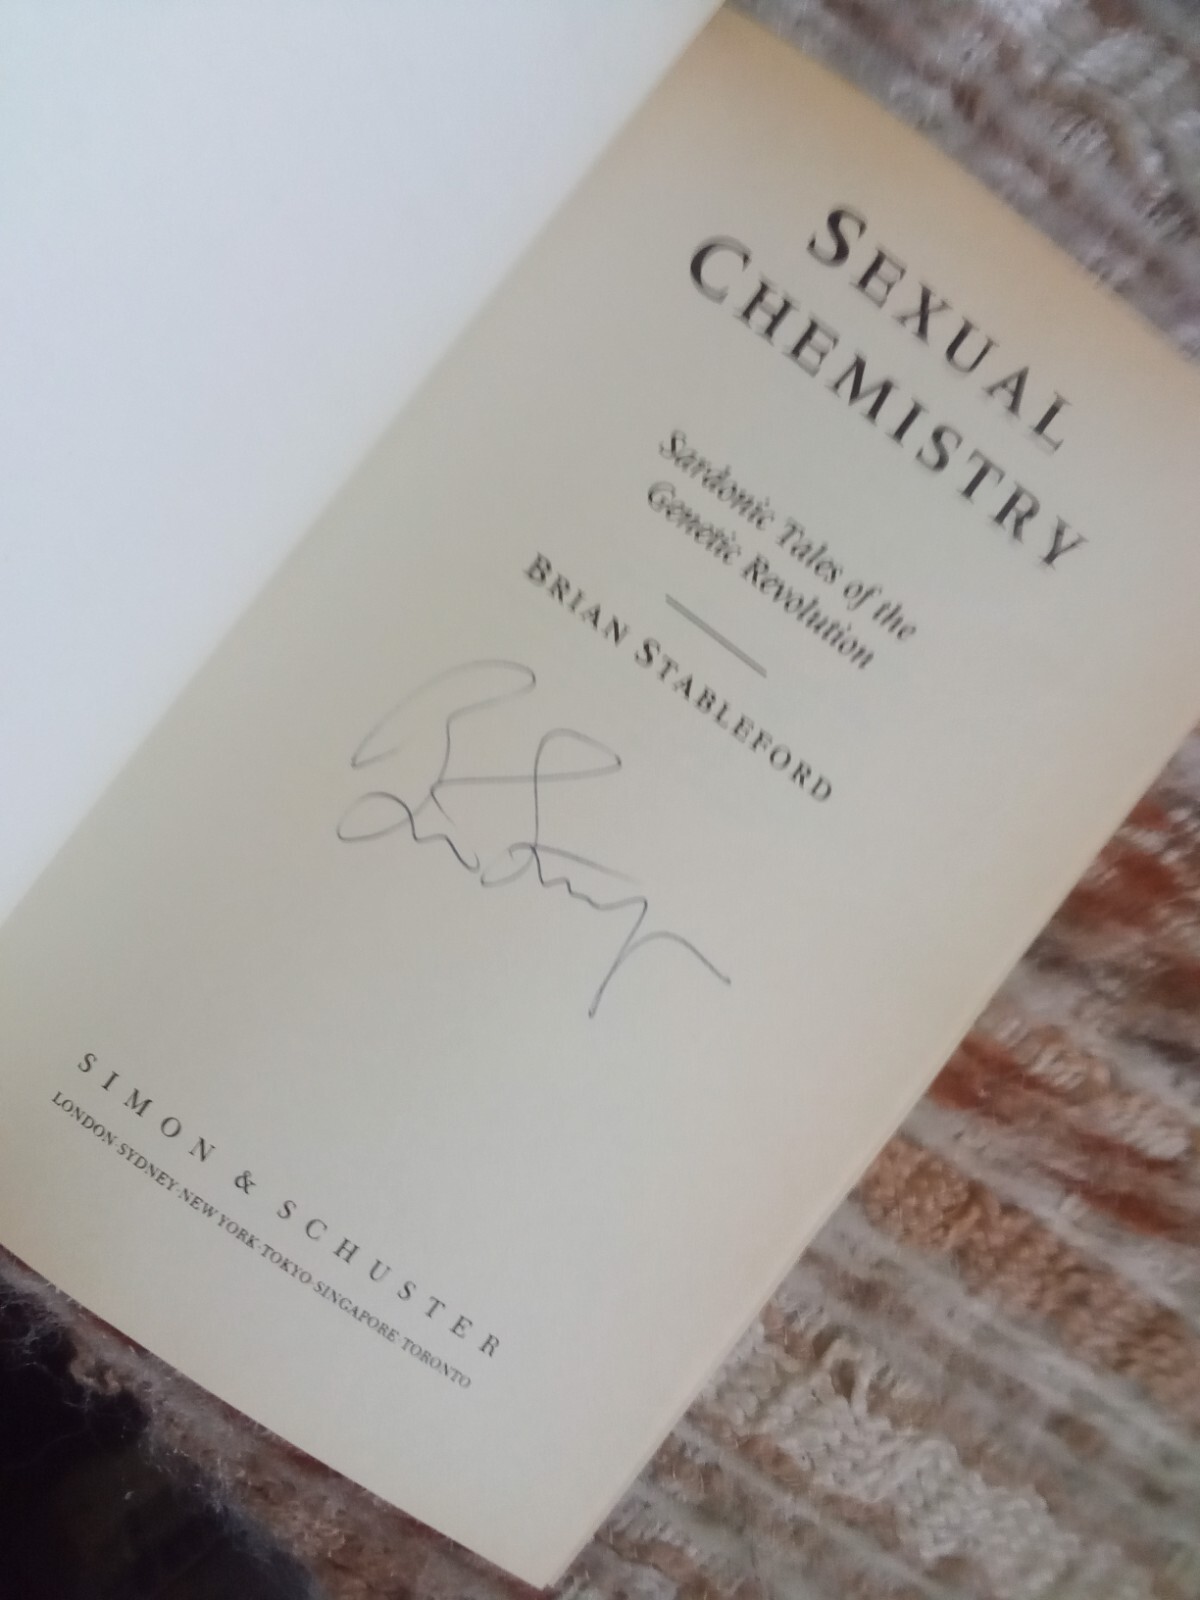 SEXUAL
CHEMISTRY
Sardonic Tales of the
Genetic Revolution
BRIAN STABLEFORD
SIMON & SCHUSTER
LONDON·SYDNEY·NEW YORK·TOKYO·SINGAPORE·TORONTO